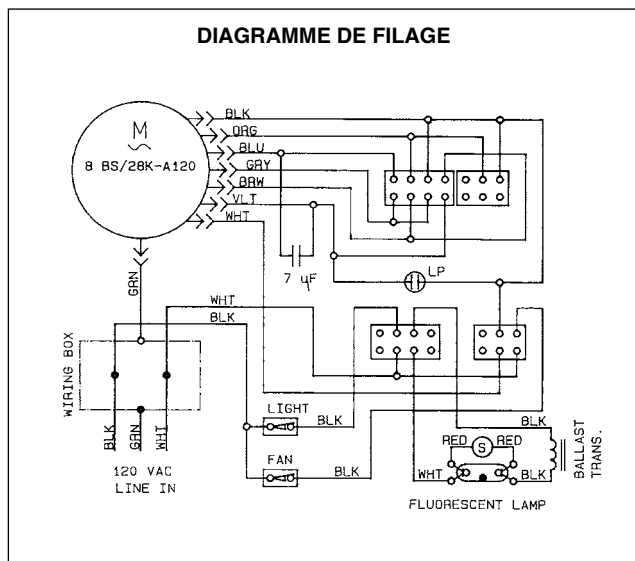 DIAGRAMME DE FILAGE
M
8 BS/28K-A120
BLK
ORG
BLU
GRY
BRW
VLT
WHT
7 µF
LP
GRN
WHT
BLK
WIRING BOX
BLK
GRN
WHT
120 VAC
LINE IN
LIGHT
BLK
FAN
BLK
BLK
RED
S
RED
WHT
BLK
BALLAST
TRANS.
FLUORESCENT LAMP